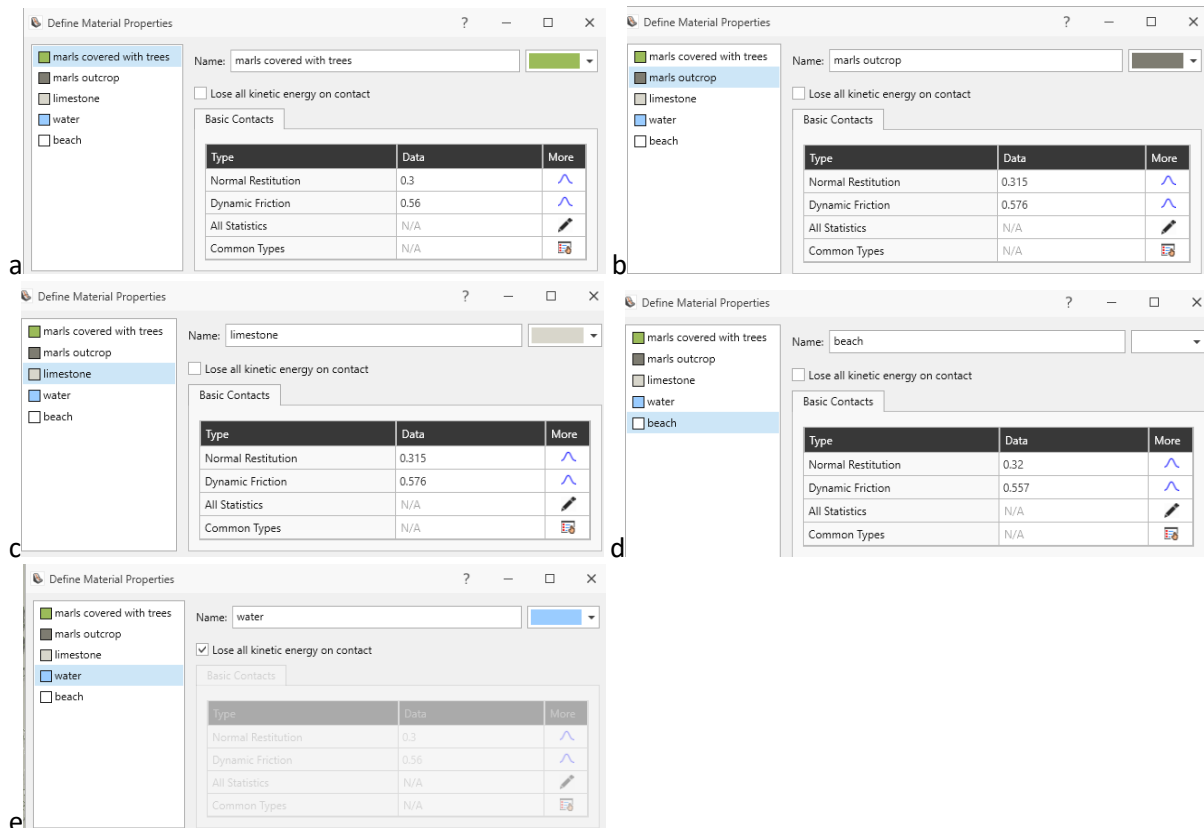 Define Material Properties ?
marls covered with trees
marls outcrop
limestone
water
beach
Name: marls covered with trees
Lose all kinetic energy on contact
Basic Contacts
Type Data More
Normal Restitution 0.3
Dynamic Friction 0.56
All Statistics N/A
Common Types N/A
a
Define Material Properties ?
marls covered with trees
marls outcrop
limestone
water
beach
Name: marls outcrop
Lose all kinetic energy on contact
Basic Contacts
Type Data More
Normal Restitution 0.315
Dynamic Friction 0.576
All Statistics N/A
Common Types N/A
b
Define Material Properties ?
marls covered with trees
marls outcrop
limestone
water
beach
Name: limestone
Lose all kinetic energy on contact
Basic Contacts
Type Data More
Normal Restitution 0.315
Dynamic Friction 0.576
All Statistics N/A
Common Types N/A
c
Define Material Properties ?
marls covered with trees
marls outcrop
limestone
water
beach
Name: beach
Lose all kinetic energy on contact
Basic Contacts
Type Data More
Normal Restitution 0.32
Dynamic Friction 0.557
All Statistics N/A
Common Types N/A
d
Define Material Properties ?
marls covered with trees
marls outcrop
limestone
water
beach
Name: water
Lose all kinetic energy on contact
Basic Contacts
Type Data More
Normal Restitution 0.3
Dynamic Friction 0.56
All Statistics N/A
Common Types N/A
e